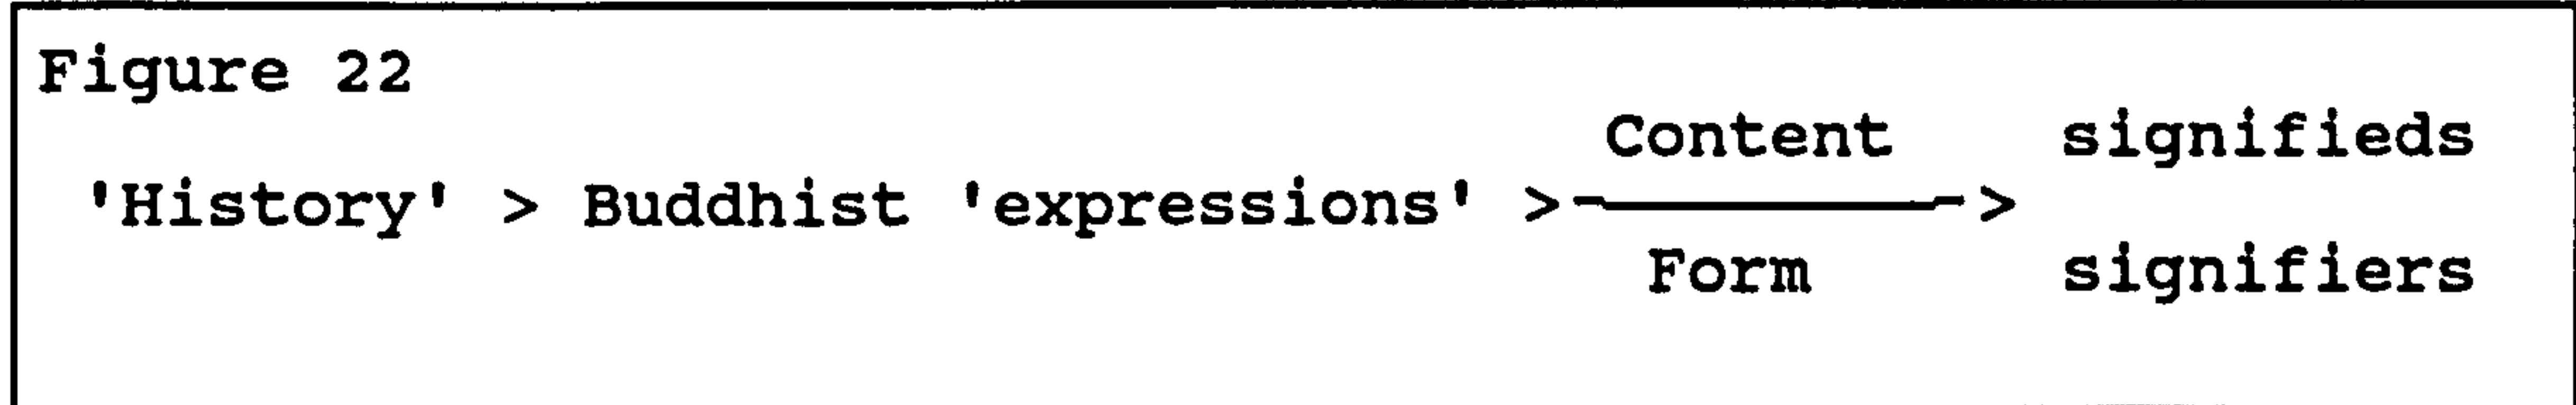 Figure 22
Content signifieds
'History' > Buddhist 'expressions' > ———— >
Form signifiers